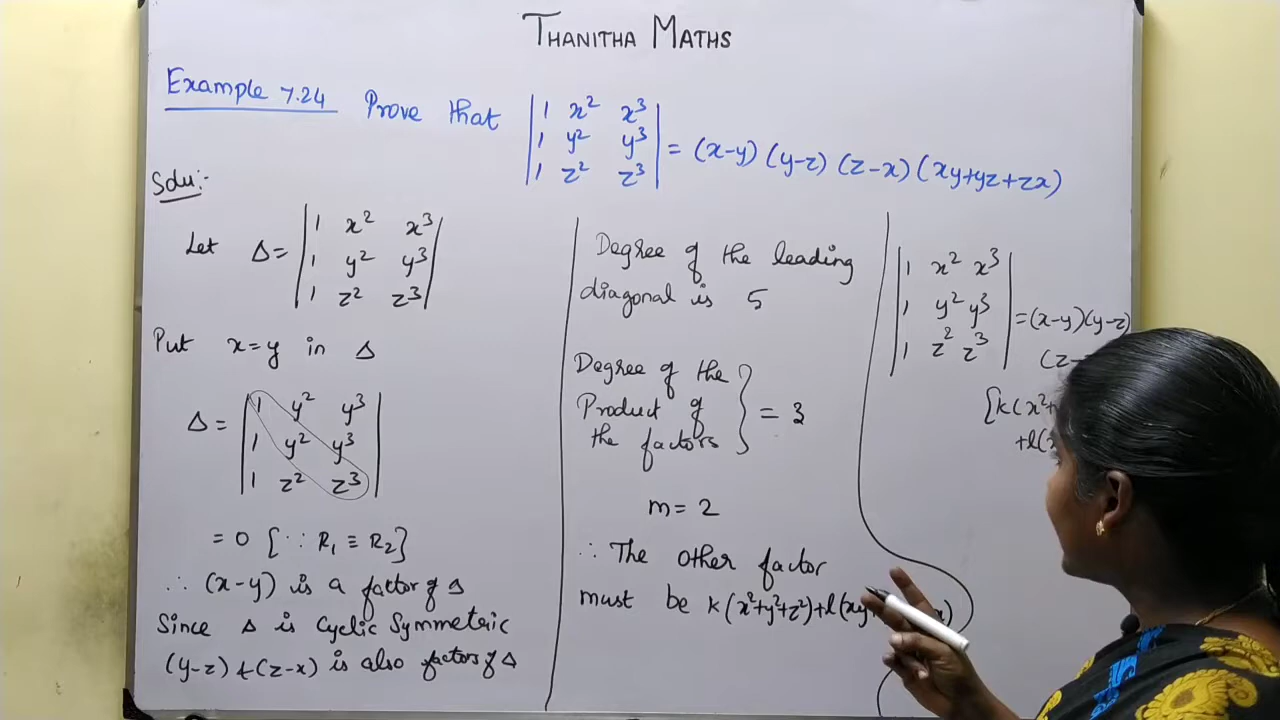 THANITHA MATHS
Example 7.24 Prove that | 1 x² x³ |
| 1 y² y³ | = (x-y) (y-z) (z-x) (xy+yz+zx)
| 1 z² z³ |
Solu:-
Let Δ = | 1 x² x³ |
| 1 y² y³ |
| 1 z² z³ |
Put x=y in Δ
Δ = | 1 y² y³ |
| 1 y² y³ |
| 1 z² z³ |
= 0 [∵ R₁ ≡ R₂]
∴ (x-y) is a factor of Δ
Since Δ is Cyclic Symmetric
(y-z) & (z-x) is also factors of Δ
Degree of the leading
diagonal is 5
Degree of the
Product of } = 3
the factors
m = 2
∴ The other factor
must be k(x²+y²+z²)+l(xy
| 1 x² x³ |
| 1 y² y³ | = (x-y)(y-z)
| 1 z² z³ |
(z-
[k(x²+
+l(x